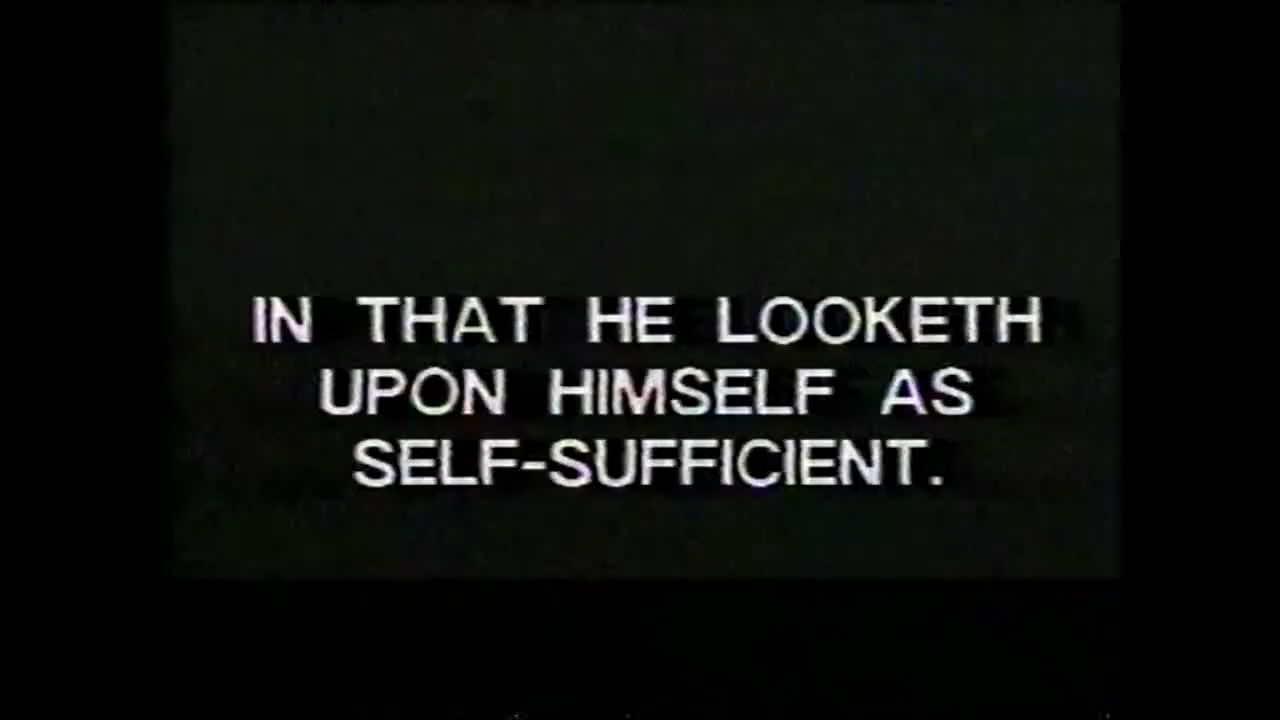 IN THAT HE LOOKETH
UPON HIMSELF AS
SELF-SUFFICIENT.